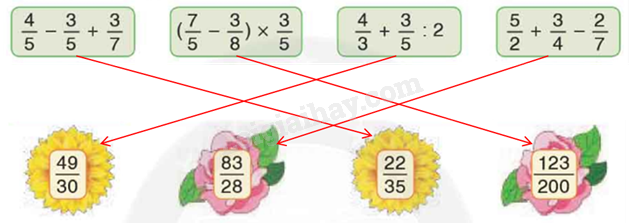 4/5 − 3/5 + 3/7
(7/5 − 3/8) × 3/5
4/3 + 3/5 : 2
5/2 + 3/4 − 2/7
49/30
83/28
22/35
123/200